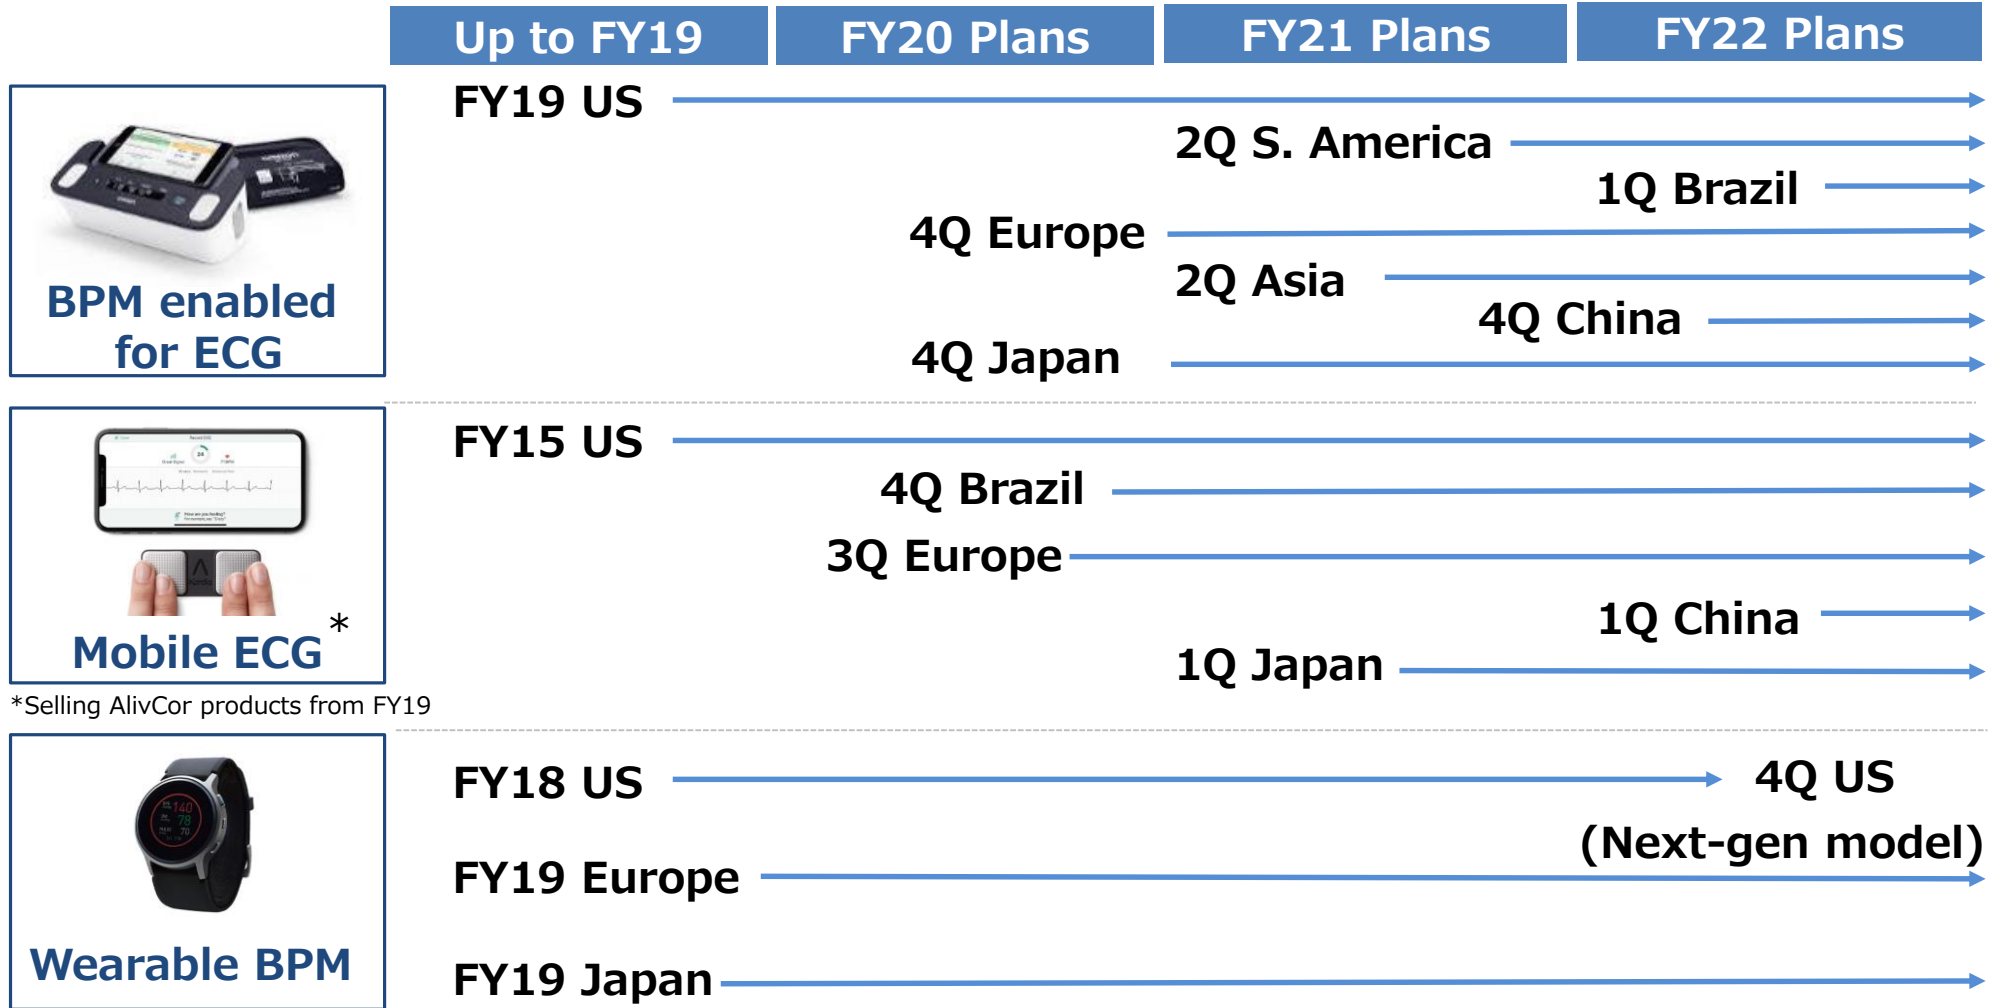 Up to FY19
FY20 Plans
FY21 Plans
FY22 Plans
BPM enabled
for ECG
FY19 US
2Q S. America
1Q Brazil
4Q Europe
2Q Asia
4Q China
4Q Japan
Mobile ECG*
*Selling AlivCor products from FY19
FY15 US
4Q Brazil
3Q Europe
1Q China
1Q Japan
140
78
70
Wearable BPM
FY18 US
4Q US
(Next-gen model)
FY19 Europe
FY19 Japan